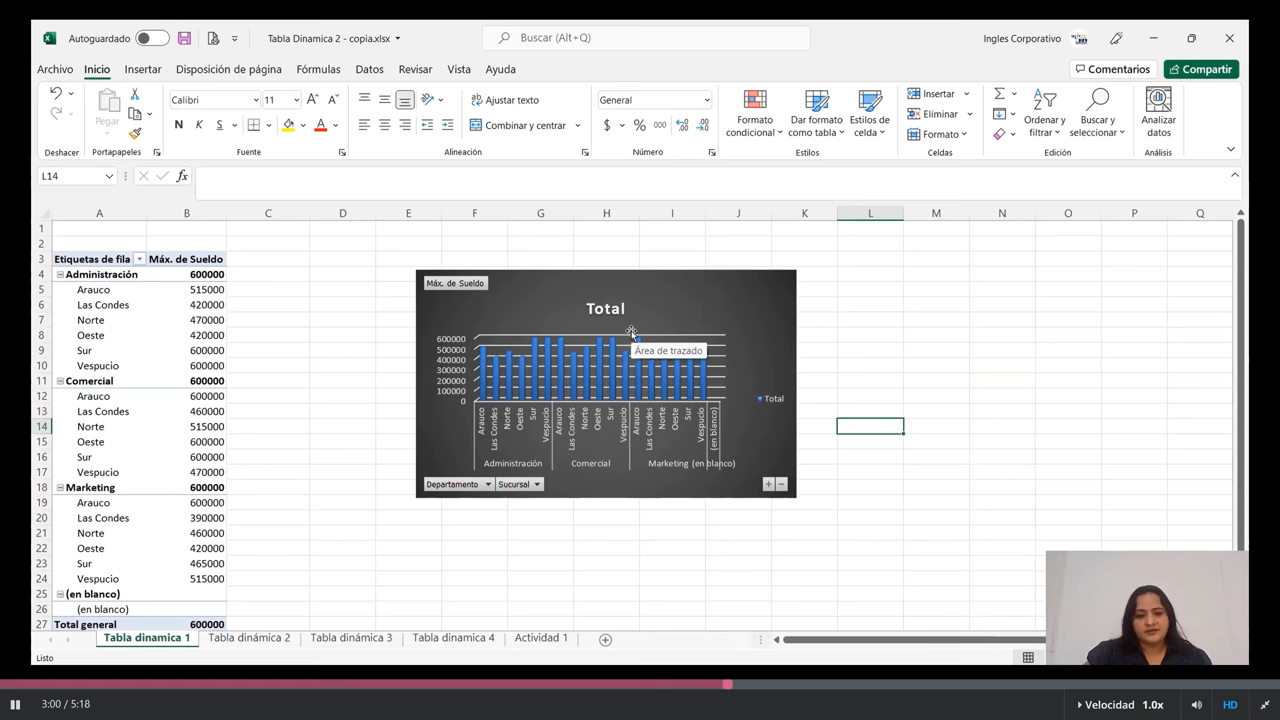 Autoguardado
Tabla Dinamica 2 - copia.xlsx
Buscar (Alt+Q)
Ingles Corporativo
Archivo Inicio Insertar Disposición de página Fórmulas Datos Revisar Vista Ayuda
Comentarios
Compartir
Pegar
Calibri 11
N K S
Ajustar texto
Combinar y centrar
General
$ % 000
Formato condicional
Dar formato como tabla
Estilos de celda
Insertar
Eliminar
Formato
Ordenar y filtrar
Buscar y seleccionar
Analizar datos
Deshacer Portapapeles Fuente Alineación Número Estilos Celdas Edición Análisis
L14
fx
A B C D E F G H I J K L M N O P Q
1
2
3 Etiquetas de fila Máx. de Sueldo
4 Administración 600000
5 Arauco 515000
6 Las Condes 420000
7 Norte 470000
8 Oeste 420000
9 Sur 600000
10 Vespucio 600000
11 Comercial 600000
12 Arauco 600000
13 Las Condes 460000
14 Norte 515000
15 Oeste 600000
16 Sur 600000
17 Vespucio 470000
18 Marketing 600000
19 Arauco 600000
20 Las Condes 390000
21 Norte 460000
22 Oeste 420000
23 Sur 465000
24 Vespucio 515000
25 (en blanco)
26 (en blanco)
27 Total general 600000
Máx. de Sueldo
Total
600000
500000
400000
300000
200000
100000
0
Área de trazado
Total
Arauco Las Condes Norte Oeste Sur Vespucio Arauco Las Condes Norte Oeste Sur Vespucio Arauco Las Condes Norte Oeste Sur Vespucio (en blanco)
Administración Comercial Marketing (en blanco)
Departamento Sucursal
Tabla dinamica 1 Tabla dinámica 2 Tabla dinámica 3 Tabla dinamica 4 Actividad 1
Listo
3:00 / 5:18
Velocidad 1.0x
HD